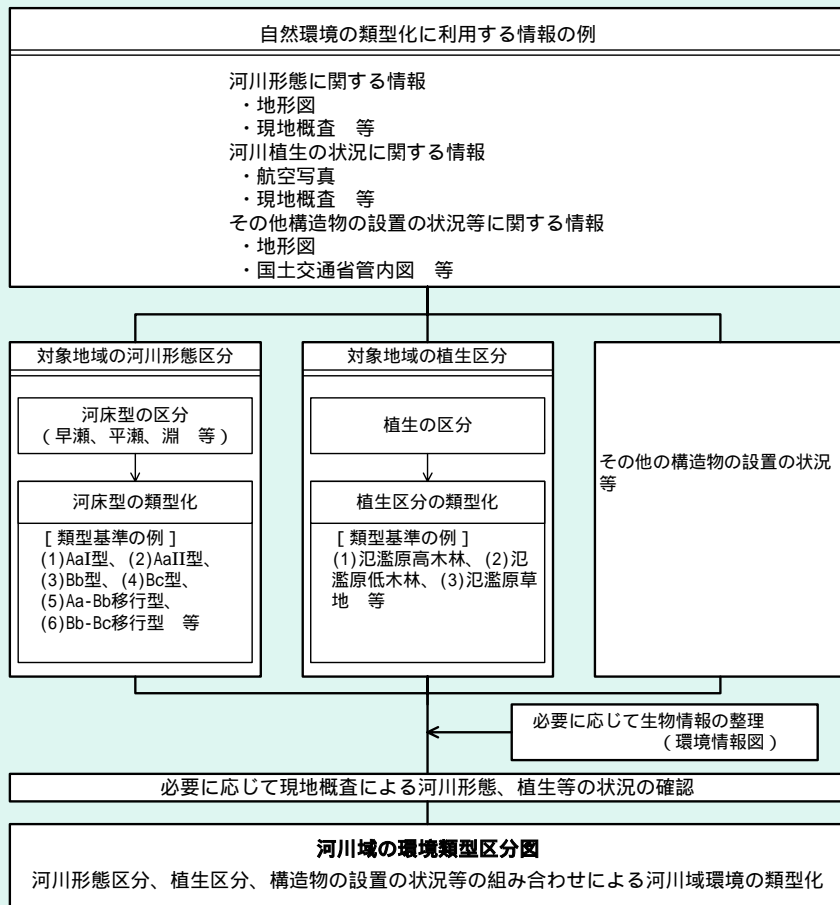 自然環境の類型化に利用する情報の例
河川形態に関する情報
・地形図
・現地概査　等
河川植生の状況に関する情報
・航空写真
・現地概査　等
その他構造物の設置の状況等に関する情報
・地形図
・国土交通省管内図　等
対象地域の河川形態区分
河床型の区分
（早瀬、平瀬、淵　等）
河床型の類型化
［類型基準の例］
(1)AaI型、(2)AaII型、
(3)Bb型、(4)Bc型、
(5)Aa-Bb移行型、
(6)Bb-Bc移行型　等
対象地域の植生区分
植生の区分
植生区分の類型化
［類型基準の例］
(1)氾濫原高木林、(2)氾
濫原低木林、(3)氾濫原草
地　等
その他の構造物の設置の状況
等
必要に応じて生物情報の整理
（環境情報図）
必要に応じて現地概査による河川形態、植生等の状況の確認
河川域の環境類型区分図
河川形態区分、植生区分、構造物の設置の状況等の組み合わせによる河川域環境の類型化